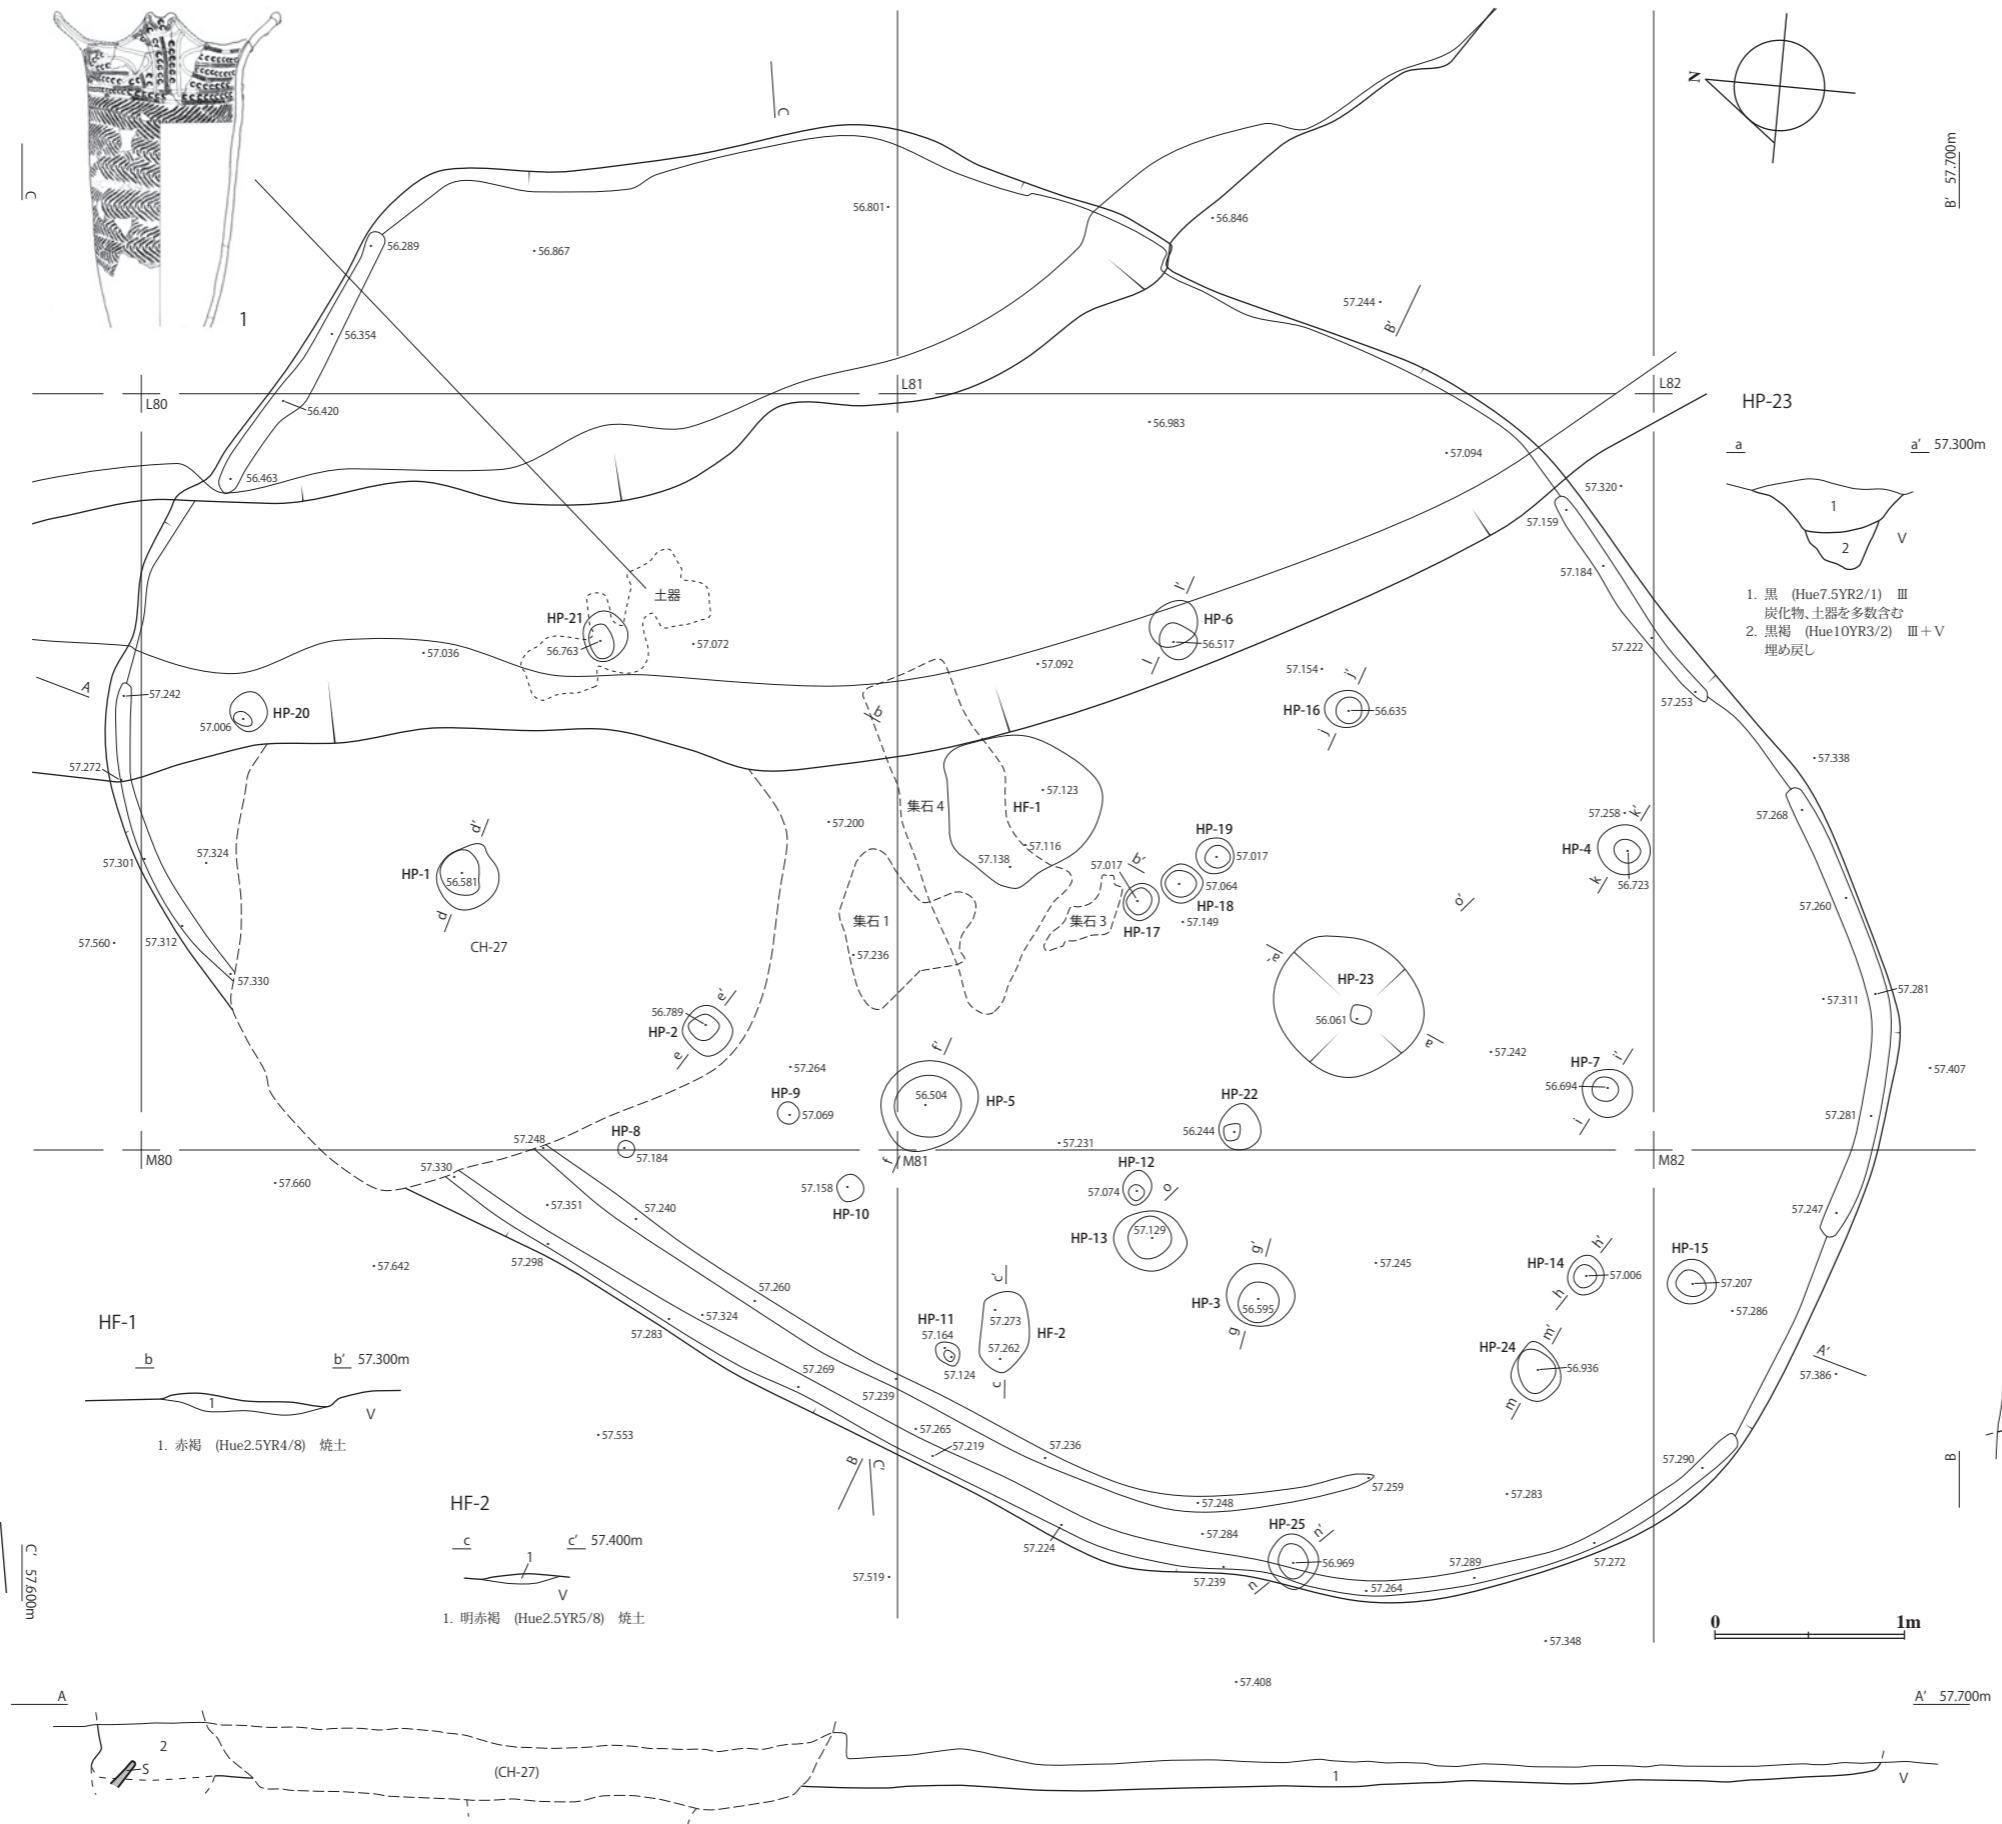 1
C
C
N
B' 57.700m
56.801
56.846
56.289
56.867
57.244
B'
56.354
L80
L81
L82
56.420
56.983
HP-23
a
a' 57.300m
56.463
57.094
57.320
1
57.159
2
V
57.184
1. 黒 (Hue7.5YR2/1) Ⅲ
炭化物、土器を多数含む
2. 黒褐 (Hue10YR3/2) Ⅲ+Ⅴ
埋め戻し
土器
HP-21
56.763
57.072
57.036
l'
HP-6
56.517
l
57.092
57.222
57.154
j'
A
57.242
HP-20
57.006
b
HP-16
56.635
j
57.253
57.272
57.338
57.123
集石 4
HF-1
57.200
57.258
k'
57.268
HP-19
57.017
57.116
57.138
57.017
b'
HP-4
k
56.723
57.301
57.324
d'
HP-1
56.581
d
57.064
HP-18
57.149
HP-17
o'
57.260
集石 1
集石 3
57.560
57.312
CH-27
57.236
a'
HP-23
57.330
57.281
57.311
56.061
e'
56.789
HP-2
e
a
57.242
f'
HP-7
i'
56.694
i
57.407
57.264
HP-9
57.069
56.504
HP-5
HP-22
56.244
57.281
HP-8
57.248
57.184
57.231
M80
f
M81
M82
57.330
HP-12
57.074
o
57.660
57.351
57.158
HP-10
57.240
57.247
HP-13
57.129
g'
h'
HP-15
57.298
57.642
57.245
HP-14
57.006
h
57.207
57.260
c'
HP-3
56.595
g
57.286
HF-1
57.324
57.283
HP-11
57.164
57.273
HF-2
57.262
57.124
c
m'
HP-24
56.936
m
A'
57.386
b
b' 57.300m
1
V
57.269
57.239
1. 赤褐 (Hue2.5YR4/8) 焼土
57.553
57.265
57.219
57.236
B
C'
57.290
B
57.259
57.248
57.283
HF-2
HP-25
n'
57.284
56.969
n
c
c' 57.400m
1
V
57.224
57.239
57.289
57.264
57.272
57.519
C' 57.600m
1. 明赤褐 (Hue2.5YR5/8) 焼土
0
1m
57.348
57.408
A
A' 57.700m
2
S
(CH-27)
1
V